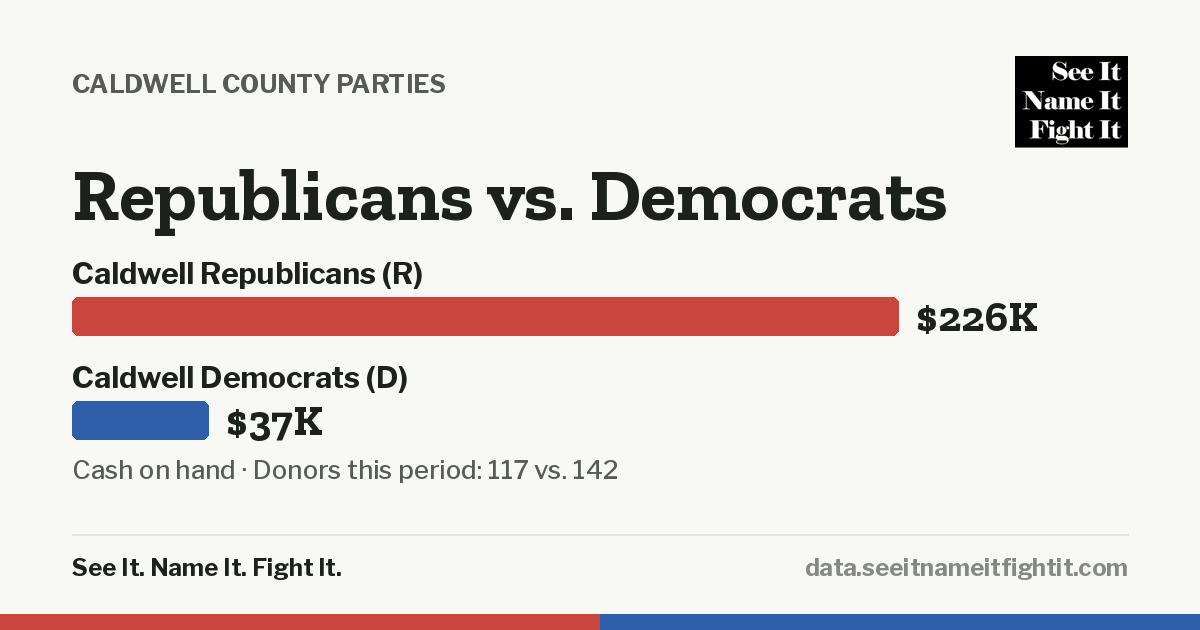 CALDWELL COUNTY PARTIES
See It
Name It
Fight It
Republicans vs. Democrats
Caldwell Republicans (R)
$226K
Caldwell Democrats (D)
$37K
Cash on hand · Donors this period: 117 vs. 142
See It. Name It. Fight It.
data.seeitnameitfightit.com